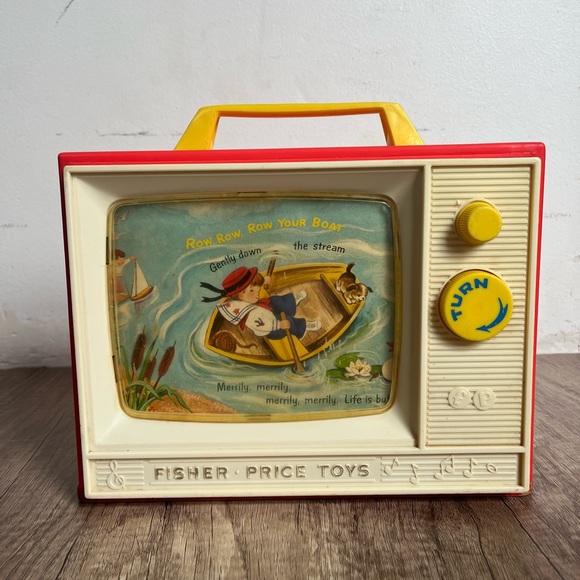 Row, Row, Row Your Boat
Gently down the stream
Merrily, merrily,
merrily, merrily. Life is bu
TURN
FISHER · PRICE TOYS